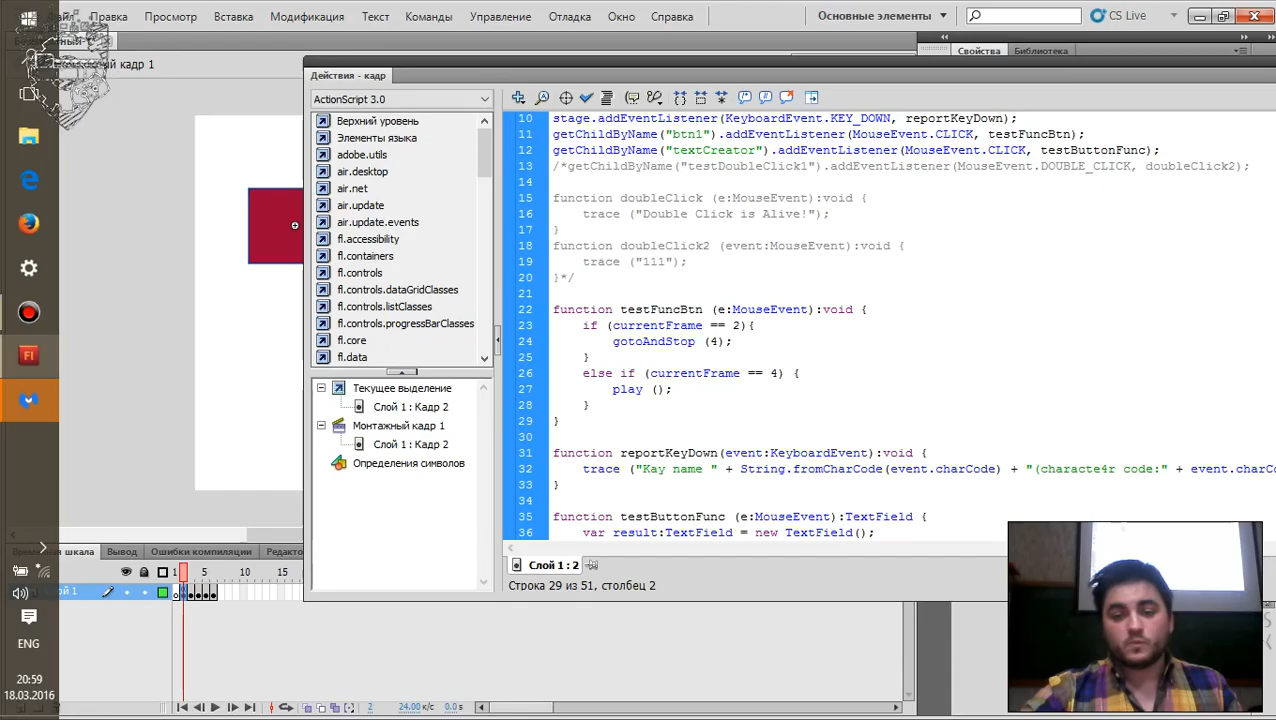 Правка Просмотр Вставка Модификация Текст Команды Управление Отладка Окно Справка Основные элементы CS Live
Свойства Библиотека
кадр 1
Действия - кадр
ActionScript 3.0
Верхний уровень
Элементы языка
adobe.utils
air.desktop
air.net
air.update
air.update.events
fl.accessibility
fl.containers
fl.controls
fl.controls.dataGridClasses
fl.controls.listClasses
fl.controls.progressBarClasses
fl.core
fl.data
Текущее выделение
Слой 1 : Кадр 2
Монтажный кадр 1
Слой 1 : Кадр 2
Определения символов
10 stage.addEventListener(KeyboardEvent.KEY_DOWN, reportKeyDown);
11 getChildByName("btn1").addEventListener(MouseEvent.CLICK, testFuncBtn);
12 getChildByName("textCreator").addEventListener(MouseEvent.CLICK, testButtonFunc);
13 /*getChildByName("testDoubleClick1").addEventListener(MouseEvent.DOUBLE_CLICK, doubleClick2);
14
15 function doubleClick (e:MouseEvent):void {
16 trace ("Double Click is Alive!");
17 }
18 function doubleClick2 (event:MouseEvent):void {
19 trace ("111");
20 }*/
21
22 function testFuncBtn (e:MouseEvent):void {
23 if (currentFrame == 2){
24 gotoAndStop (4);
25 }
26 else if (currentFrame == 4) {
27 play ();
28 }
29 }
30
31 function reportKeyDown(event:KeyboardEvent):void {
32 trace ("Kay name " + String.fromCharCode(event.charCode) + "(characte4r code:" + event.charCo
33 }
34
35 function testButtonFunc (e:MouseEvent):TextField {
36 var result:TextField = new TextField();
Слой 1 : 2
Строка 29 из 51, столбец 2
шкала Вывод Ошибки компиляции Редакто
1 5 10 15
1
2 24.00 к/с 0.0 s
Fl
ENG
20:59
18.03.2016